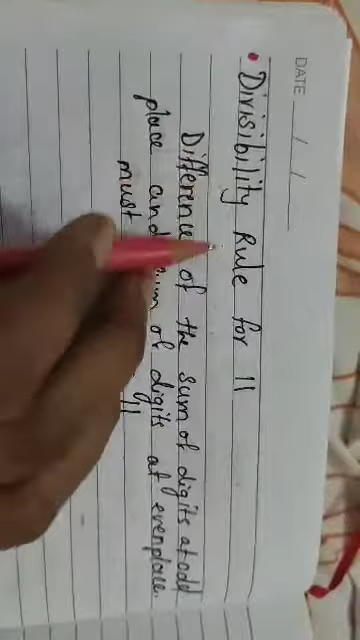 DATE / /
• Divisibility Rule for 11
Difference of the sum of digits at odd
place and sum of digits at even place.
must 11